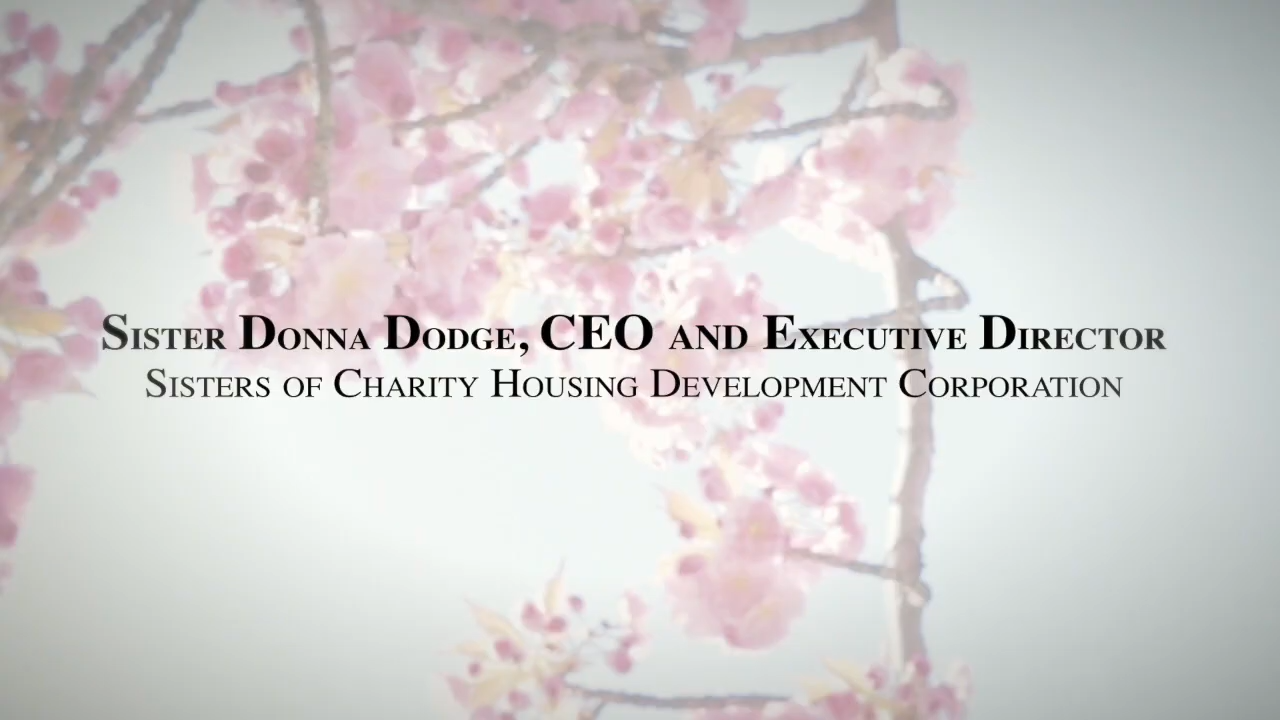 Sister Donna Dodge, CEO and Executive Director
Sisters of Charity Housing Development Corporation